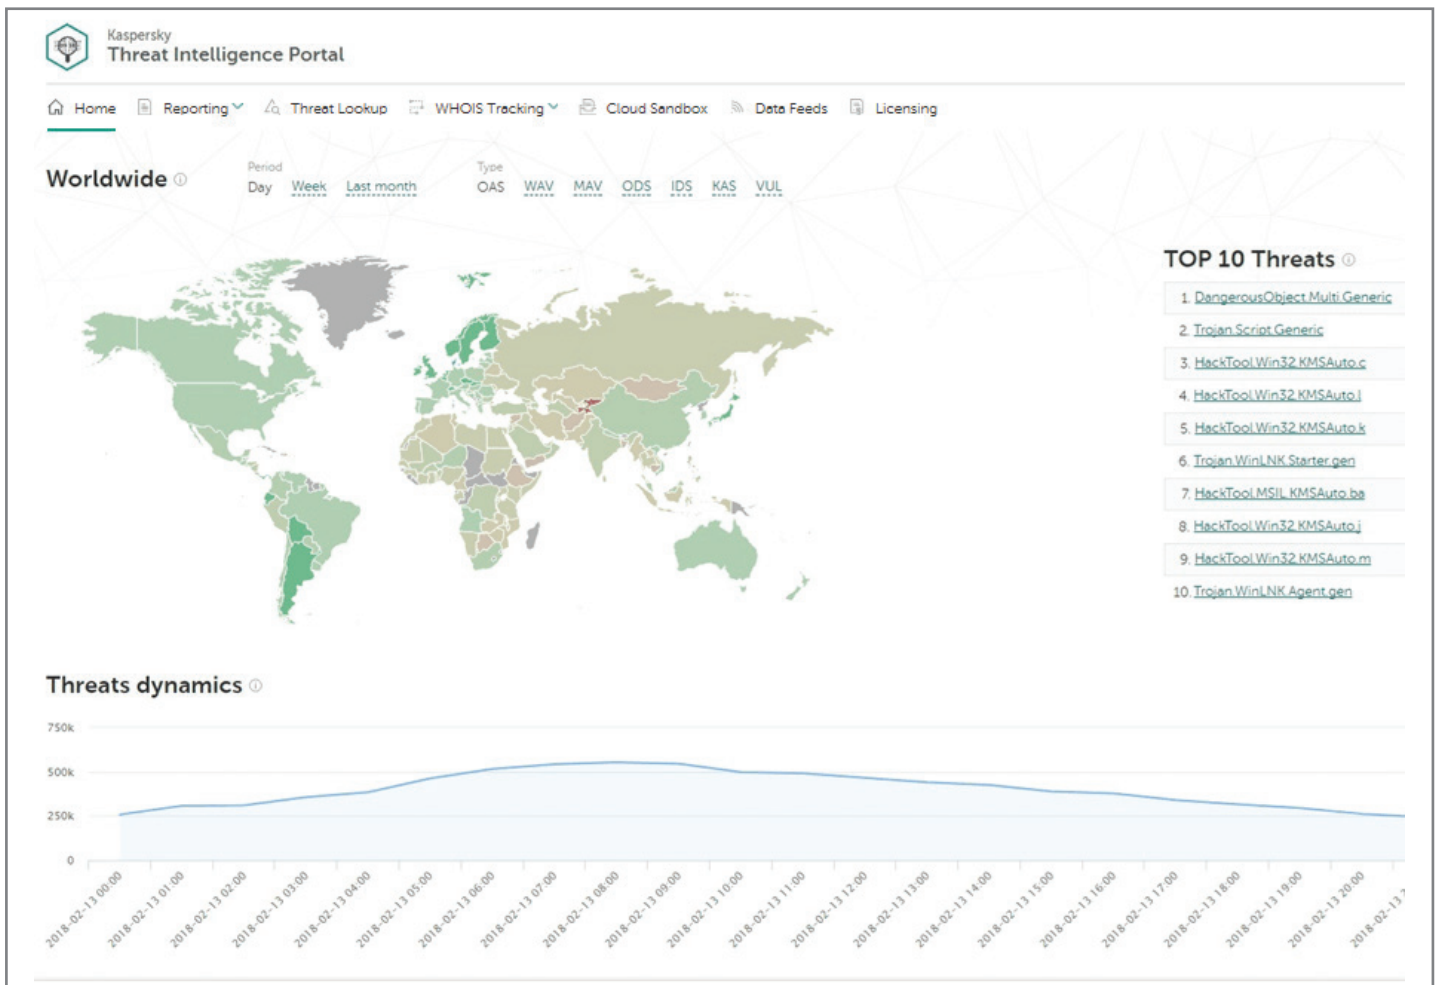 Kaspersky
Threat Intelligence Portal
Home Reporting Threat Lookup WHOIS Tracking Cloud Sandbox Data Feeds Licensing
Worldwide
Period
Day Week Last month
Type
OAS WAV MAV ODS IDS KAS VUL
TOP 10 Threats
1. DangerousObject.Multi.Generic
2. Trojan.Script.Generic
3. HackTool.Win32.KMSAuto.c
4. HackTool.Win32.KMSAuto.l
5. HackTool.Win32.KMSAuto.k
6. Trojan.WinLNK.Starter.gen
7. HackTool.MSIL.KMSAuto.ba
8. HackTool.Win32.KMSAuto.j
9. HackTool.Win32.KMSAuto.m
10. Trojan.WinLNK.Agent.gen
Threats dynamics
750k
500k
250k
0
2018-02-13 00:00
2018-02-13 01:00
2018-02-13 02:00
2018-02-13 03:00
2018-02-13 04:00
2018-02-13 05:00
2018-02-13 06:00
2018-02-13 07:00
2018-02-13 08:00
2018-02-13 09:00
2018-02-13 10:00
2018-02-13 11:00
2018-02-13 12:00
2018-02-13 13:00
2018-02-13 14:00
2018-02-13 15:00
2018-02-13 16:00
2018-02-13 17:00
2018-02-13 18:00
2018-02-13 19:00
2018-02-13 20:00
2018-02-13